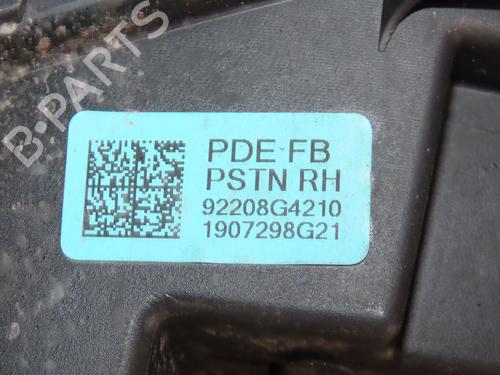 B-PARTS
PDE FB
PSTN RH
92208G4210
1907298G21